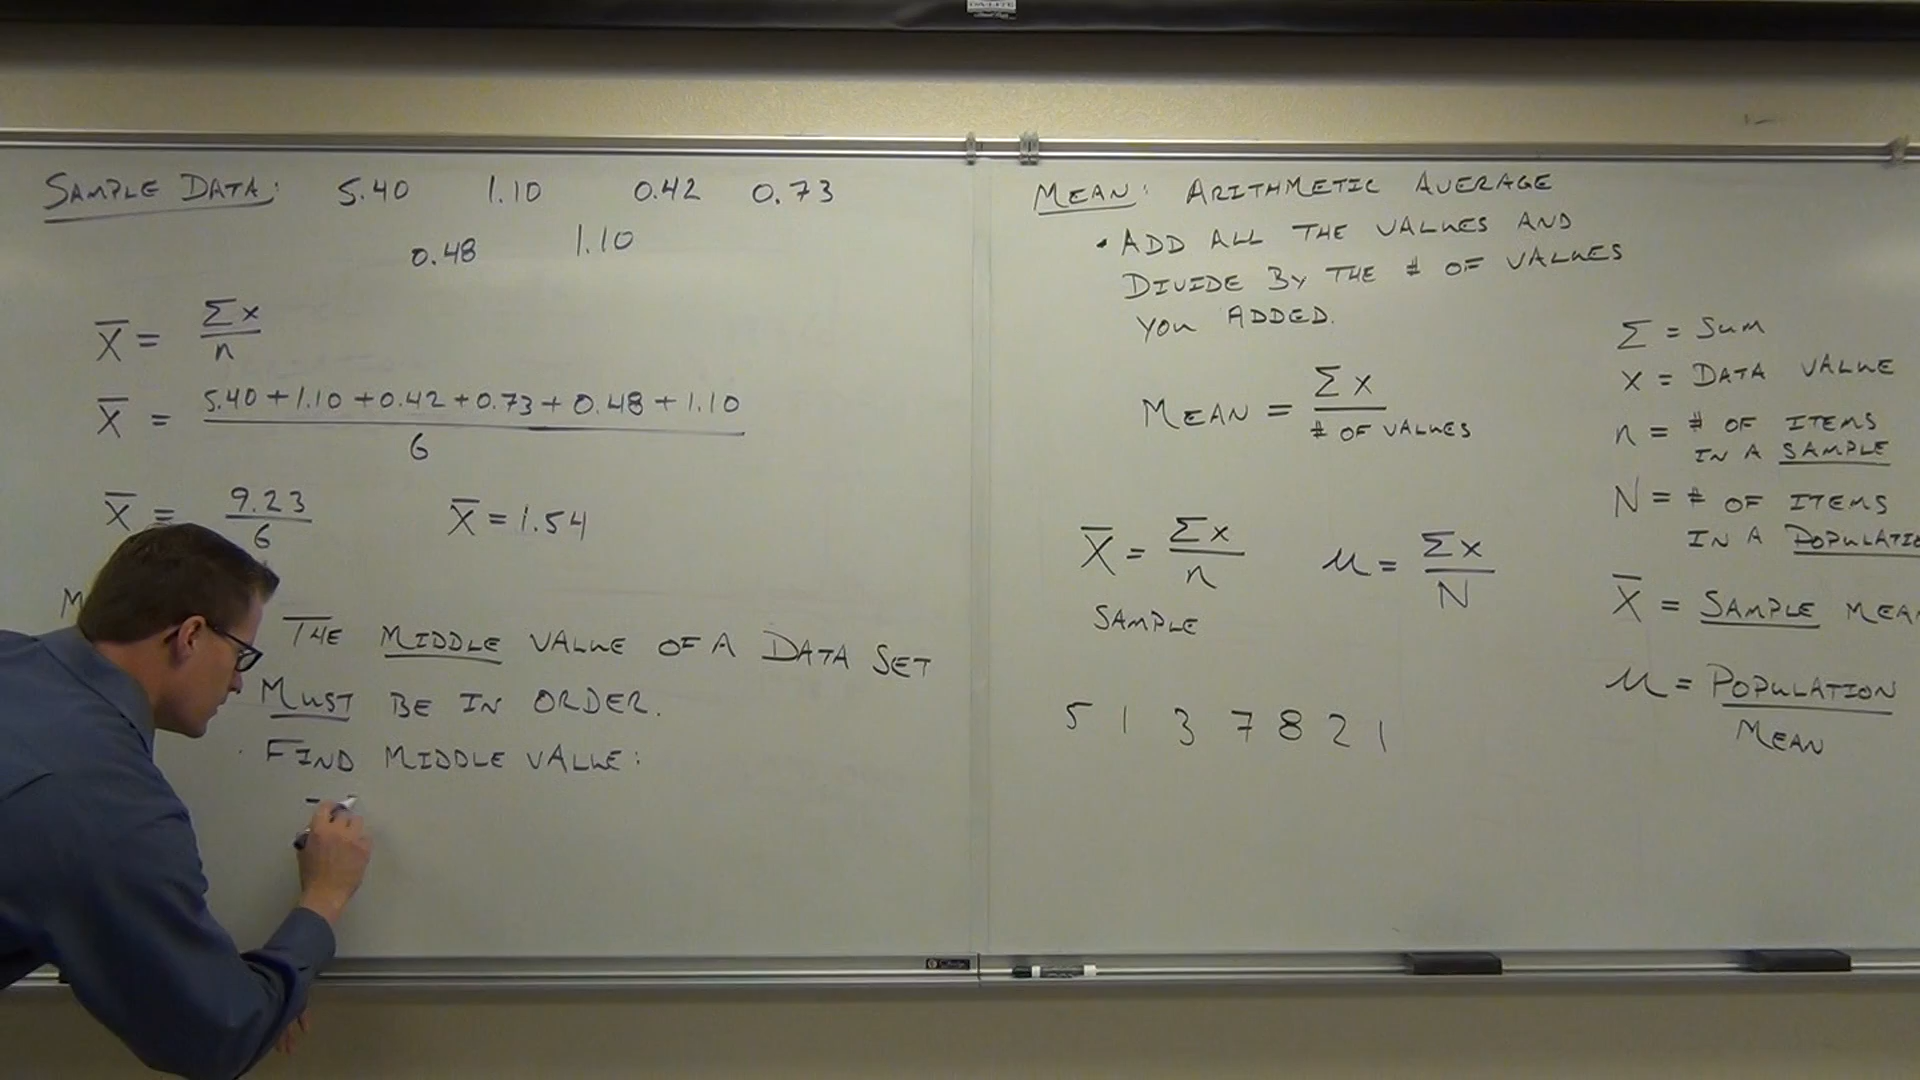 SAMPLE DATA: 5.40 1.10 0.42 0.73
0.48 1.10
X̄ = Σx/n
X̄ = 5.40 + 1.10 + 0.42 + 0.73 + 0.48 + 1.10 / 6
X̄ = 9.23/6 X̄ = 1.54
M
THE MIDDLE VALUE OF A DATA SET
MUST BE IN ORDER.
· FIND MIDDLE VALUE:
MEAN: ARITHMETIC AVERAGE
• ADD ALL THE VALUES AND
DIVIDE BY THE # OF VALUES
YOU ADDED.
MEAN = Σx / # OF VALUES
X̄ = Σx/n μ = Σx/N
SAMPLE
5 1 3 7 8 2 1
Σ = SUM
X = DATA VALUE
n = # OF ITEMS
IN A SAMPLE
N = # OF ITEMS
IN A POPULATIO
X̄ = SAMPLE MEA
μ = POPULATION
MEAN